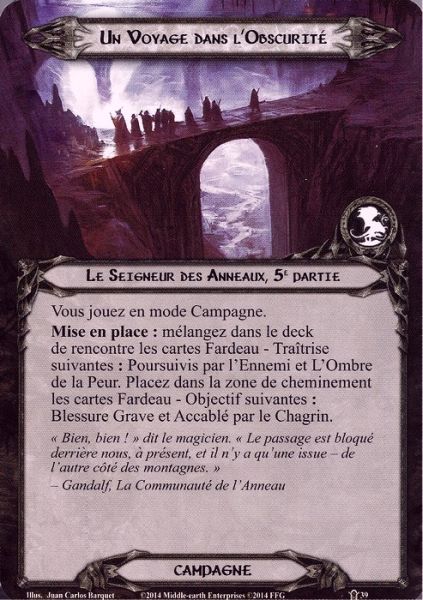 Un Voyage dans l'Obscurité
Le Seigneur des Anneaux, 5e partie
Vous jouez en mode Campagne.
Mise en place : mélangez dans le deck
de rencontre les cartes Fardeau - Traîtrise
suivantes : Poursuivis par l'Ennemi et L'Ombre
de la Peur. Placez dans la zone de cheminement
les cartes Fardeau - Objectif suivantes :
Blessure Grave et Accablé par le Chagrin.
« Bien, bien ! » dit le magicien. « Le passage est bloqué
derrière nous, à présent, et il n'y a qu'une issue – de
l'autre côté des montagnes. »
– Gandalf, La Communauté de l'Anneau
CAMPAGNE
Illus. Juan Carlos Barquet ©2014 Middle-earth Enterprises ©2014 FFG 39